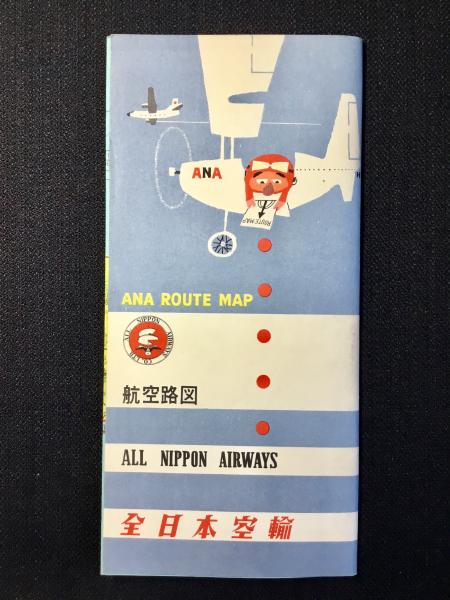 ANA
ROUTE MAP
ANA ROUTE MAP
ALL NIPPON AIRWAYS CO. LTD.
航空路図
ALL NIPPON AIRWAYS
全日本空輸